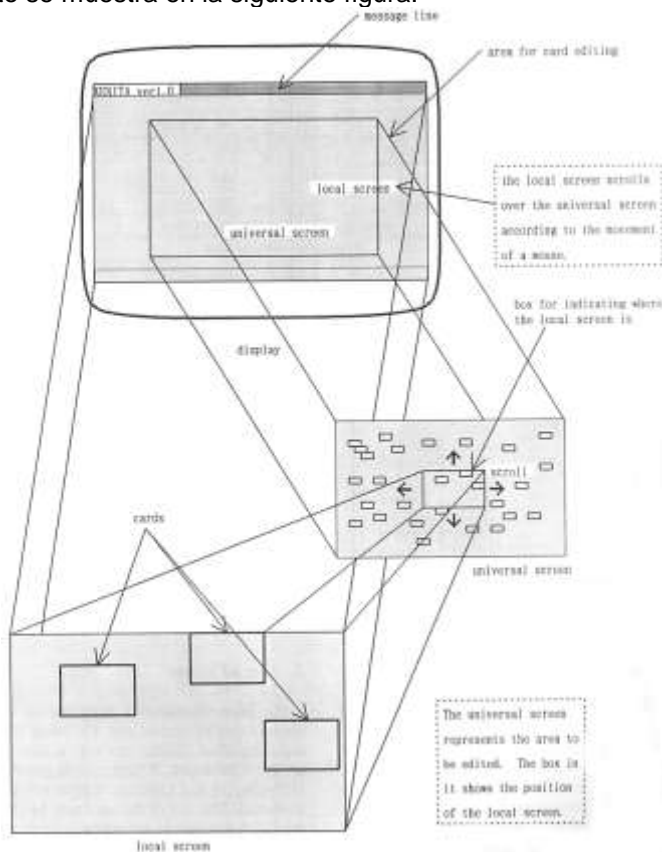 se muestra en la siguiente figura.
message line
area for card editing
ver1.0
local screen
universal screen
the local screen scrolls
over the universal screen
according to the movement
of a mouse.
box for indicating where
the local screen is
display
scroll
cards
universal screen
The universal screen
represents the area to
be edited. The box in
it shows the position
of the local screen.
local screen